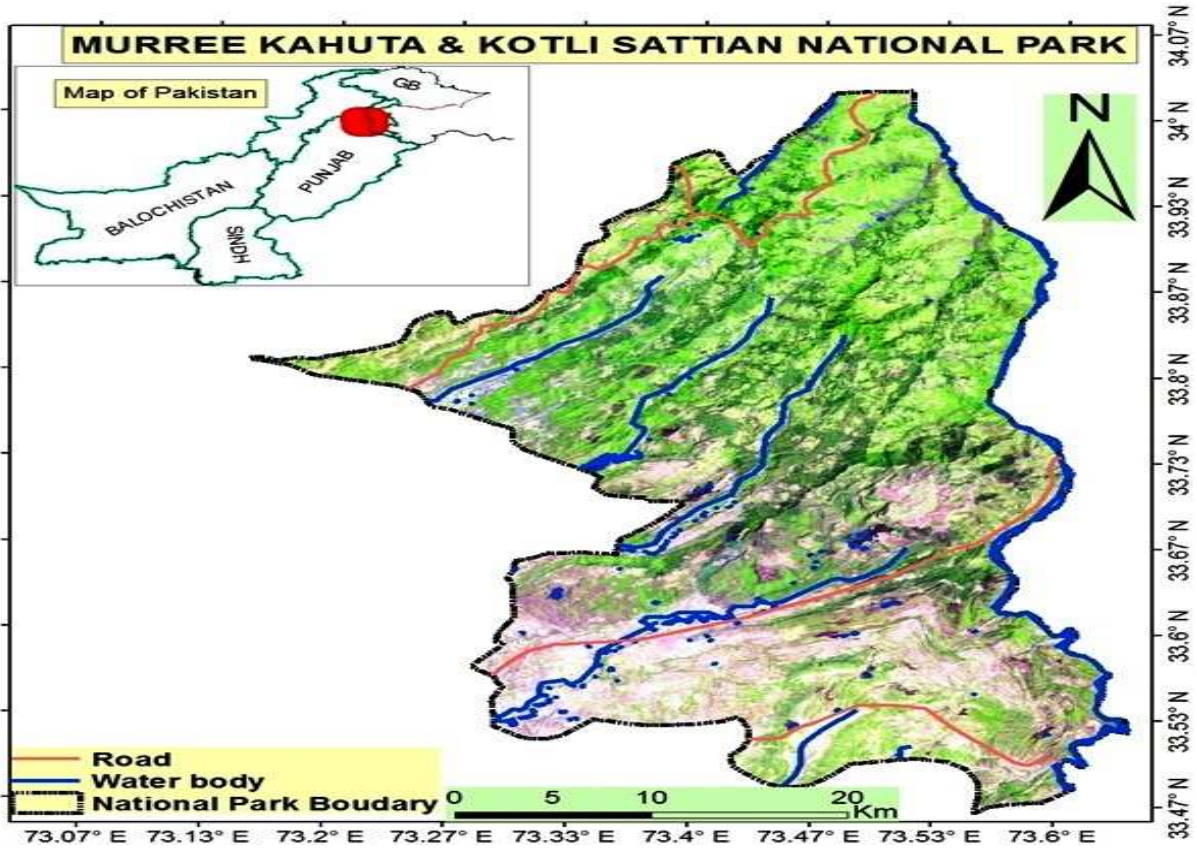 MURREE KAHUTA & KOTLI SATTIAN NATIONAL PARK
Map of Pakistan
GB
PUNJAB
BALOCHISTAN
SINDH
N
34.07° N
34° N
33.93° N
33.87° N
33.8° N
33.73° N
33.67° N
33.6° N
33.53° N
33.47° N
Road
Water body
National Park Boudary
0 5 10 20
Km
73.07° E 73.13° E 73.2° E 73.27° E 73.33° E 73.4° E 73.47° E 73.53° E 73.6° E